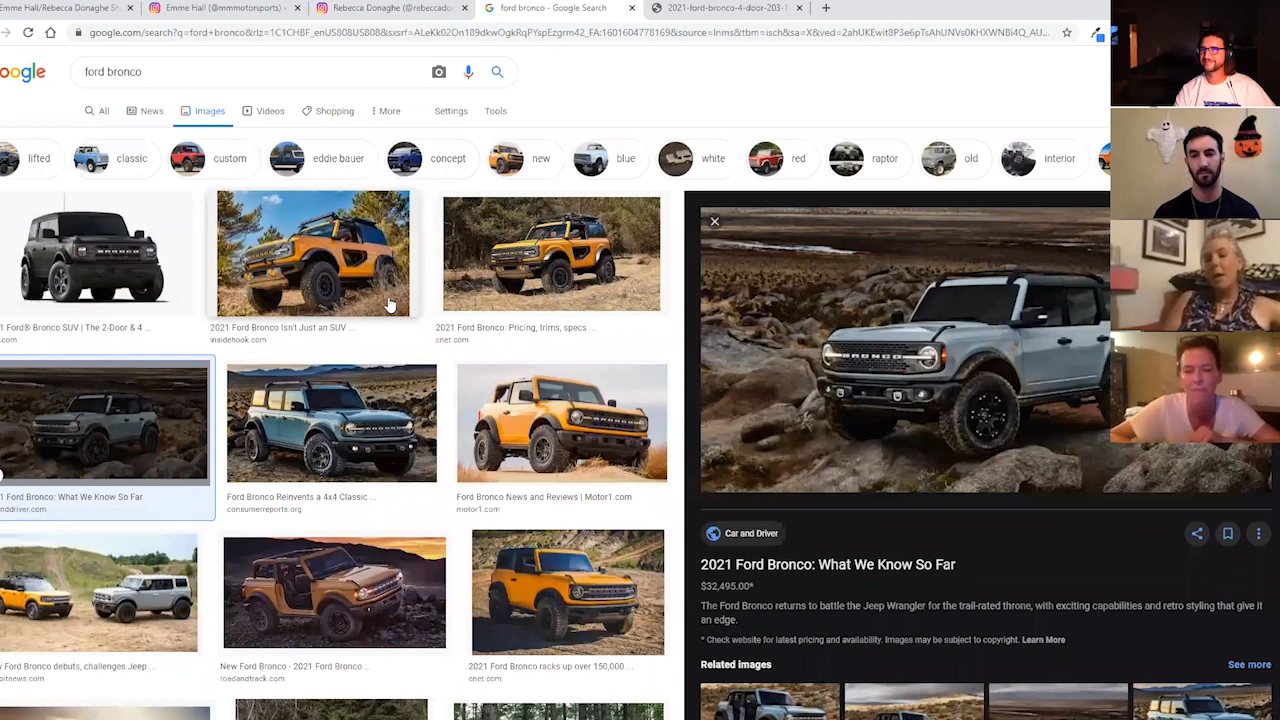 Emme Hall/Rebecca Donaghe Sh
Emme Hall (@mmmotorsports)
Rebecca Donaghe (@rebeccador
ford bronco - Google Search
2021-ford-bronco-4-door-203-1
google.com/search?q=ford+bronco&rlz=1C1CHBF_enUS808US808&sxsrf=ALeKk02On189dkwOgkRqPYspEzgrm42_FA:1601604778169&source=lnms&tbm=isch&sa=X&ved=2ahUKEwit8P3e6pTsAhUNVs0KHXWNBi4Q_AU...
oogle
ford bronco
All
News
Images
Videos
Shopping
More
Settings
Tools
lifted
classic
custom
eddie bauer
concept
new
blue
white
red
raptor
old
interior
1 Ford® Bronco SUV | The 2-Door & 4 ...
.com
2021 Ford Bronco Isn't Just an SUV ...
insidehook.com
2021 Ford Bronco: Pricing, trims, specs ...
cnet.com
1 Ford Bronco: What We Know So Far
nddriver.com
Ford Bronco Reinvents a 4x4 Classic ...
consumerreports.org
Ford Bronco News and Reviews | Motor1.com
motor1.com
Ford Bronco debuts, challenges Jeep ...
oitnews.com
New Ford Bronco - 2021 Ford Bronco ...
roadandtrack.com
2021 Ford Bronco racks up over 150,000 ...
cnet.com
BRONCO
Car and Driver
2021 Ford Bronco: What We Know So Far
$32,495.00*
The Ford Bronco returns to battle the Jeep Wrangler for the trail-rated throne, with exciting capabilities and retro styling that give it
an edge.
* Check website for latest pricing and availability. Images may be subject to copyright. Learn More
Related images
See more